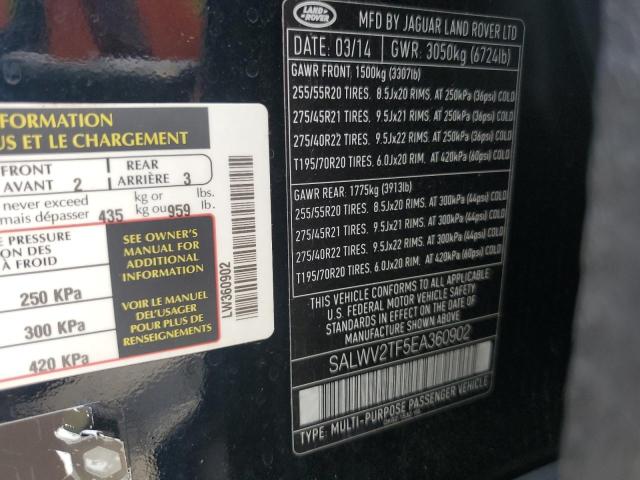 FORMATION
US ET LE CHARGEMENT
FRONT
AVANT 2
REAR
ARRIÈRE 3
never exceed
mais dépasser 435 kg or
kg ou 959 lbs.
lb.
PRESSURE
ON DES
À FROID
250 KPa
300 KPa
420 KPa
SEE OWNER'S
MANUAL FOR
ADDITIONAL
INFORMATION
VOIR LE MANUEL
DEL'USAGER
POUR PLUS DE
RENSEIGNEMENTS
LW360902
LAND
ROVER
MFD BY JAGUAR LAND ROVER LTD
DATE: 03/14
GWR: 3050kg (6724lb)
GAWR FRONT: 1500kg (3307lb)
255/55R20 TIRES. 8.5Jx20 RIMS. AT 250kPa (36psi) COLD
275/45R21 TIRES. 9.5Jx21 RIMS. AT 250kPa (36psi) COLD
275/40R22 TIRES. 9.5Jx22 RIMS. AT 250kPa (36psi) COLD
T195/70R20 TIRES. 6.0Jx20 RIM. AT 420kPa (60psi) COLD
GAWR REAR: 1775kg (3913lb)
255/55R20 TIRES. 8.5Jx20 RIMS. AT 300kPa (44psi) COLD
275/45R21 TIRES. 9.5Jx21 RIMS. AT 300kPa (44psi) COLD
275/40R22 TIRES. 9.5Jx22 RIMS. AT 300kPa (44psi) COLD
T195/70R20 TIRES. 6.0Jx20 RIM. AT 420kPa (60psi) COLD
THIS VEHICLE CONFORMS TO ALL APPLICABLE
U.S. FEDERAL MOTOR VEHICLE SAFETY
STANDARDS IN EFFECT ON THE DATE OF
MANUFACTURE SHOWN ABOVE.
SALWV2TF5EA360902
TYPE: MULTI-PURPOSE PASSENGER VEHICLE